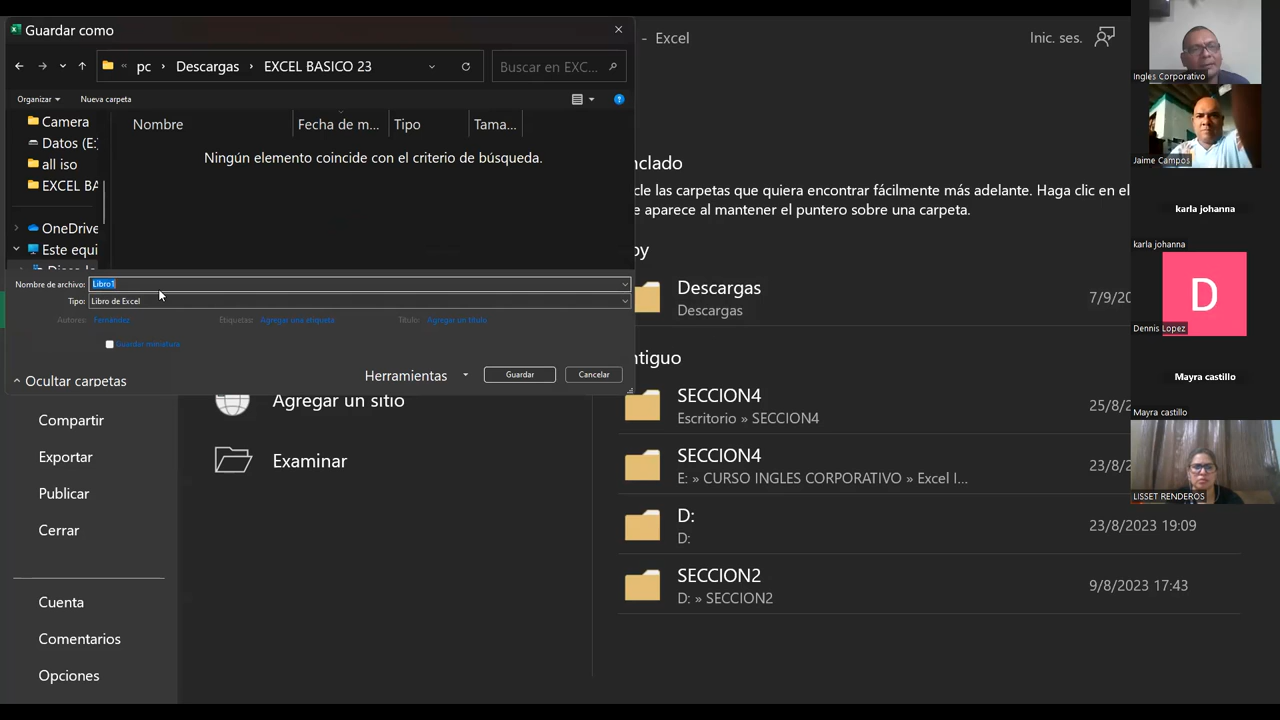 Guardar como
pc > Descargas > EXCEL BASICO 23
Buscar en EXC...
Organizar
Nueva carpeta
Camera
Datos (E:
all iso
EXCEL BA
OneDrive
Este equi
Nombre
Fecha de m...
Tipo
Tama...
Ningún elemento coincide con el criterio de búsqueda.
Nombre de archivo: Libro1
Tipo: Libro de Excel
Autores: Fernández
Etiquetas: Agregar una etiqueta
Título: Agregar un título
Guardar miniatura
Ocultar carpetas
Herramientas
Guardar
Cancelar
- Excel
Inic. ses.
nclado
cle las carpetas que quiera encontrar fácilmente más adelante. Haga clic en el
e aparece al mantener el puntero sobre una carpeta.
oy
Descargas
Descargas
7/9/20
ntiguo
SECCION4
Escritorio » SECCION4
25/8/2
SECCION4
E: » CURSO INGLES CORPORATIVO » Excel I...
23/8/2
D:
D:
23/8/2023 19:09
SECCION2
D: » SECCION2
9/8/2023 17:43
Agregar un sitio
Examinar
Compartir
Exportar
Publicar
Cerrar
Cuenta
Comentarios
Opciones
Ingles Corporativo
Jaime Campos
karla johanna
karla johanna
D
Dennis Lopez
Mayra castillo
Mayra castillo
LISSET RENDEROS